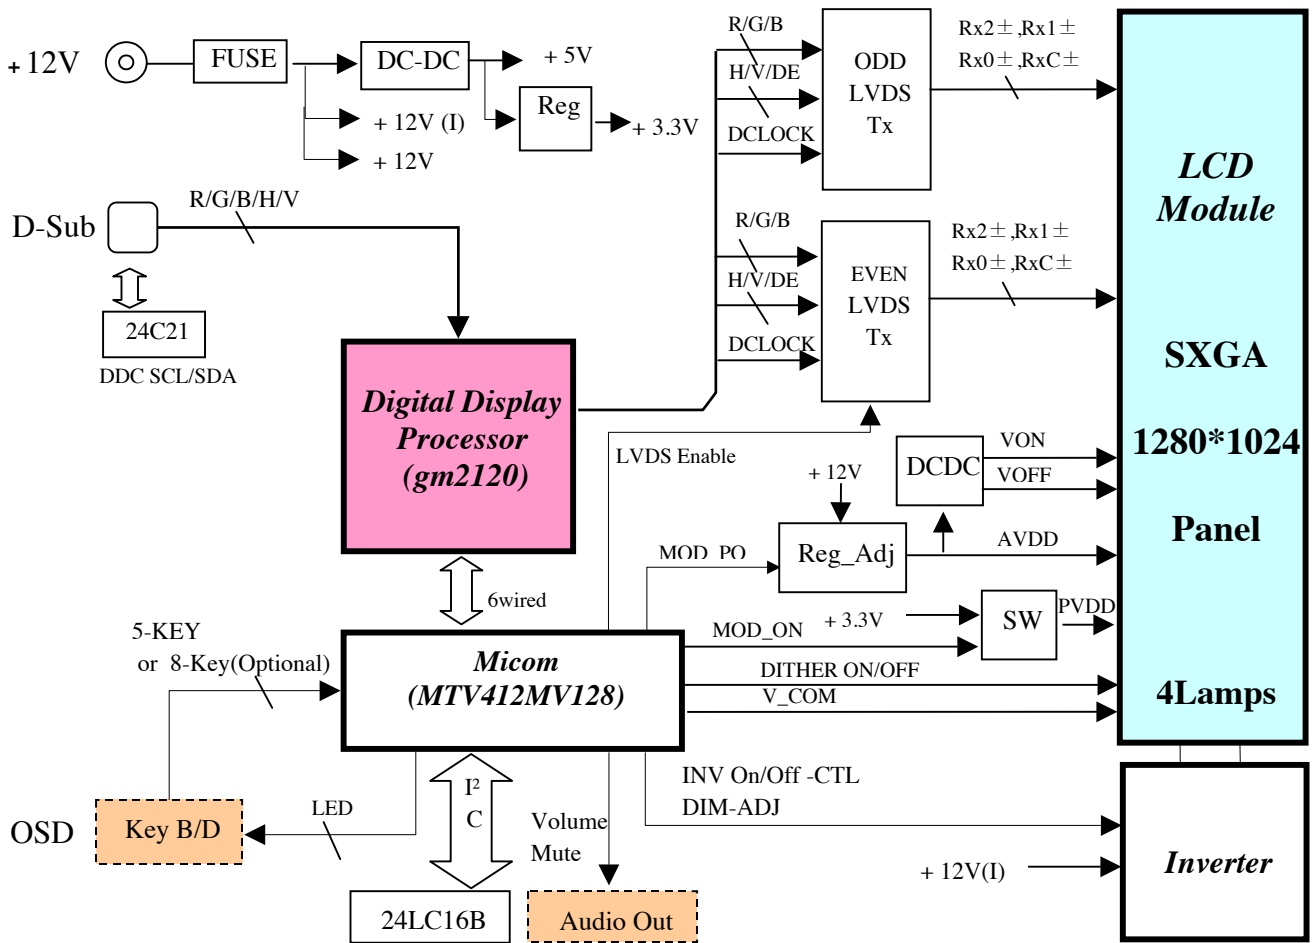 + 12V
FUSE
DC-DC
+ 5V
+ 12V (I)
+ 12V
Reg
+ 3.3V
R/G/B
H/V/DE
DCLOCK
ODD
LVDS
Tx
Rx2±,Rx1±
Rx0±,RxC±
D-Sub
R/G/B/H/V
24C21
DDC SCL/SDA
R/G/B
H/V/DE
DCLOCK
EVEN
LVDS
Tx
Rx2±,Rx1±
Rx0±,RxC±
LCD
Module
SXGA
1280*1024
Panel
4Lamps
Digital Display
Processor
(gm2120)
LVDS Enable
+ 12V
DCDC
VON
VOFF
MOD_PO
Reg_Adj
AVDD
6wired
+ 3.3V
SW
PVDD
MOD_ON
DITHER ON/OFF
V_COM
5-KEY
or 8-Key(Optional)
Micom
(MTV412MV128)
OSD
Key B/D
LED
I²
C
24LC16B
Volume
Mute
Audio Out
INV On/Off -CTL
DIM-ADJ
+ 12V(I)
Inverter